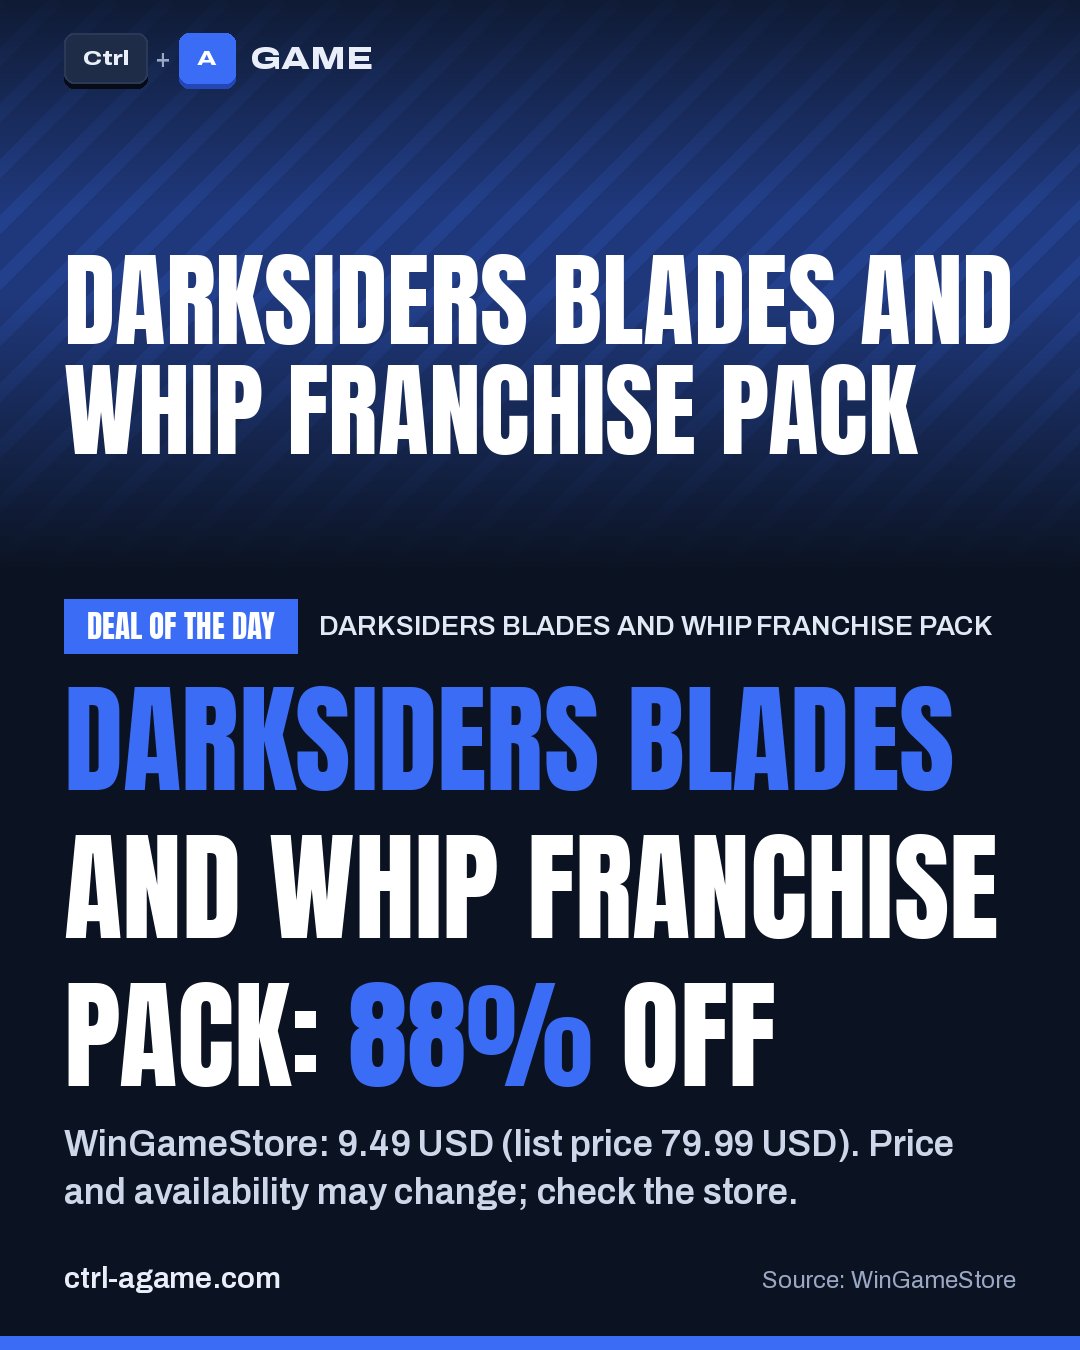 Ctrl + A GAME
DARKSIDERS BLADES AND
WHIP FRANCHISE PACK
DEAL OF THE DAY DARKSIDERS BLADES AND WHIP FRANCHISE PACK
DARKSIDERS BLADES
AND WHIP FRANCHISE
PACK: 88% OFF
WinGameStore: 9.49 USD (list price 79.99 USD). Price
and availability may change; check the store.
ctrl-agame.com Source: WinGameStore